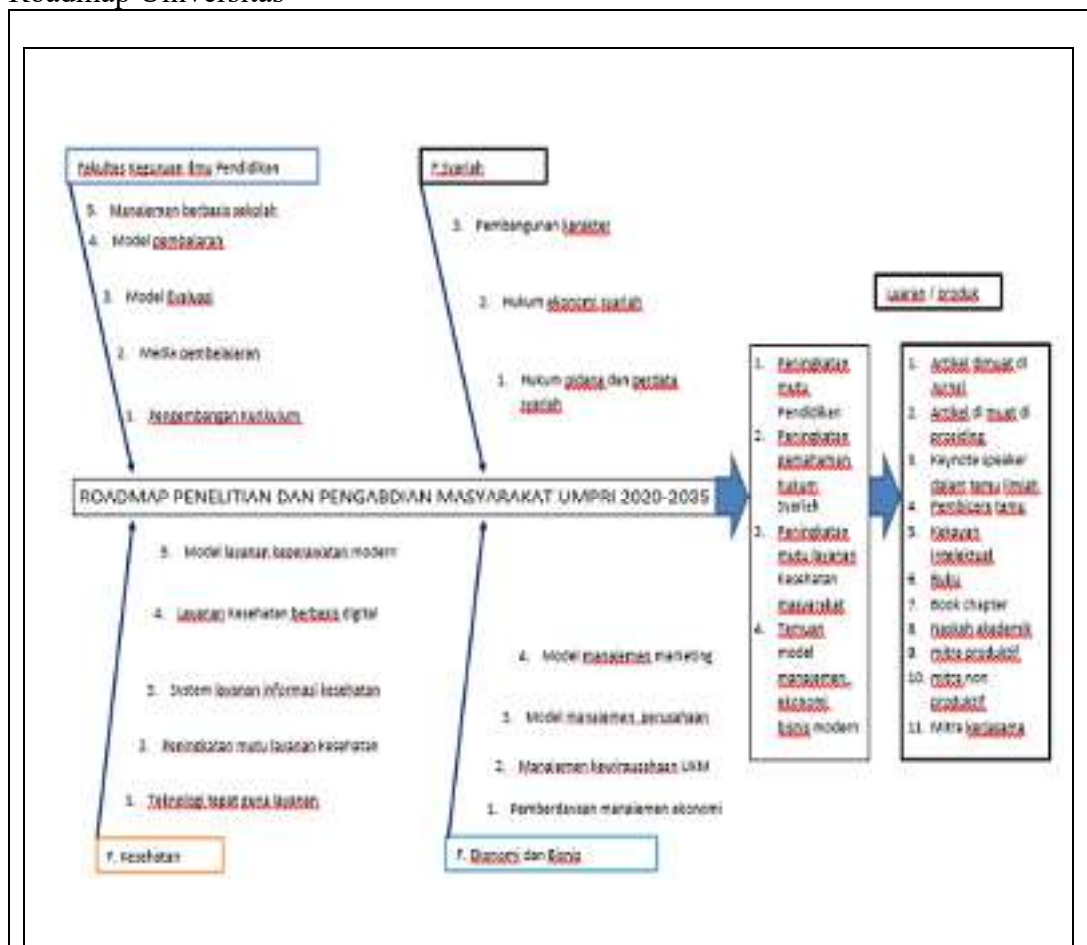 Roadmap Universitas
Fakultas Keguruan Ilmu Pendidikan
5. Manajemen berbasis sekolah
4. Model pembelaran
3. Model Evaluasi
2. Media pembelajaran
1. Pengembangan Kurikulum
F.Syariah
3. Pembangunan karakter
2. Hukum ekonomi syariah
1. Hukum pidana dan perdata
syariah
ROADMAP PENELITIAN DAN PENGABDIAN MASYARAKAT UMPRI 2020-2035
5. Model layanan keperawatan modern
4. Layanan Kesehatan berbasis digital
3. Sistem layanan informasi kesehatan
2. Peningkatan mutu layanan Kesehatan
1. Teknologi tepat guna layanan
F. Kesehatan
4. Model manajemen marketing
3. Model manajemen perusahaan
2. Manajemen kewirausahaan UKM
1. Pemberdayaan manajemen ekonomi
F. Ekonomi dan Bisnis
1. Peningkatan
mutu
Pendidikan
2. Peningkatan
pemahaman
hukum
Syariah
3. Peningkatan
mutu layanan
Kesehatan
masyarakat
4. Temuan
model
manajemen,
ekonomi
bisnis modern
Luaran / produk
1. Artikel dimuat di
Jurnal
2. Artikel di muat di
prosiding
3. Keynote speaker
dalam temu ilmiah
4. Pembicara tamu
5. Kekayan
Intelektual
6. Buku
7. Book chapter
8. Naskah akademik
9. mitra produktif
10. mitra non
produktif
11. Mitra kerjasama